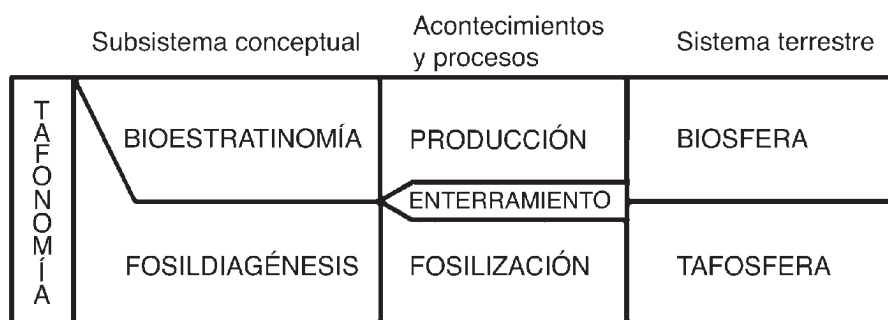 Subsistema conceptual
Acontecimientos
y procesos
Sistema terrestre
TAFONOMÍA
BIOESTRATINOMÍA
PRODUCCIÓN
BIOSFERA
ENTERRAMIENTO
FOSILDIAGÉNESIS
FOSILIZACIÓN
TAFOSFERA